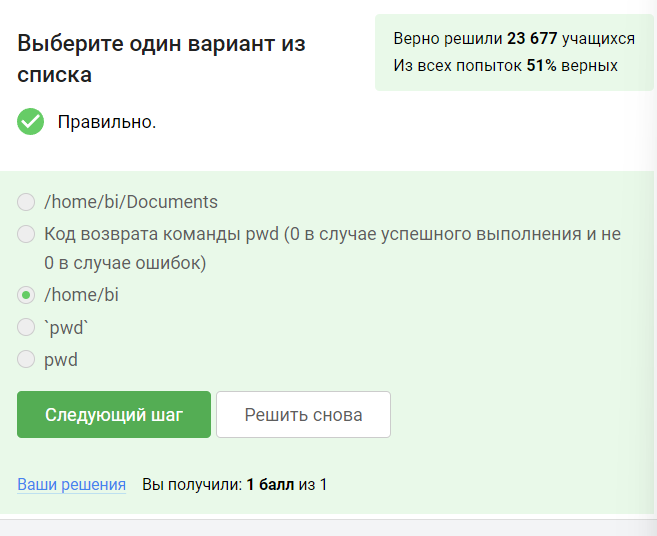 Выберите один вариант из
списка
Верно решили 23 677 учащихся
Из всех попыток 51% верных
Правильно.
/home/bi/Documents
Код возврата команды pwd (0 в случае успешного выполнения и не
0 в случае ошибок)
/home/bi
`pwd`
pwd
Следующий шаг
Решить снова
Ваши решения Вы получили: 1 балл из 1